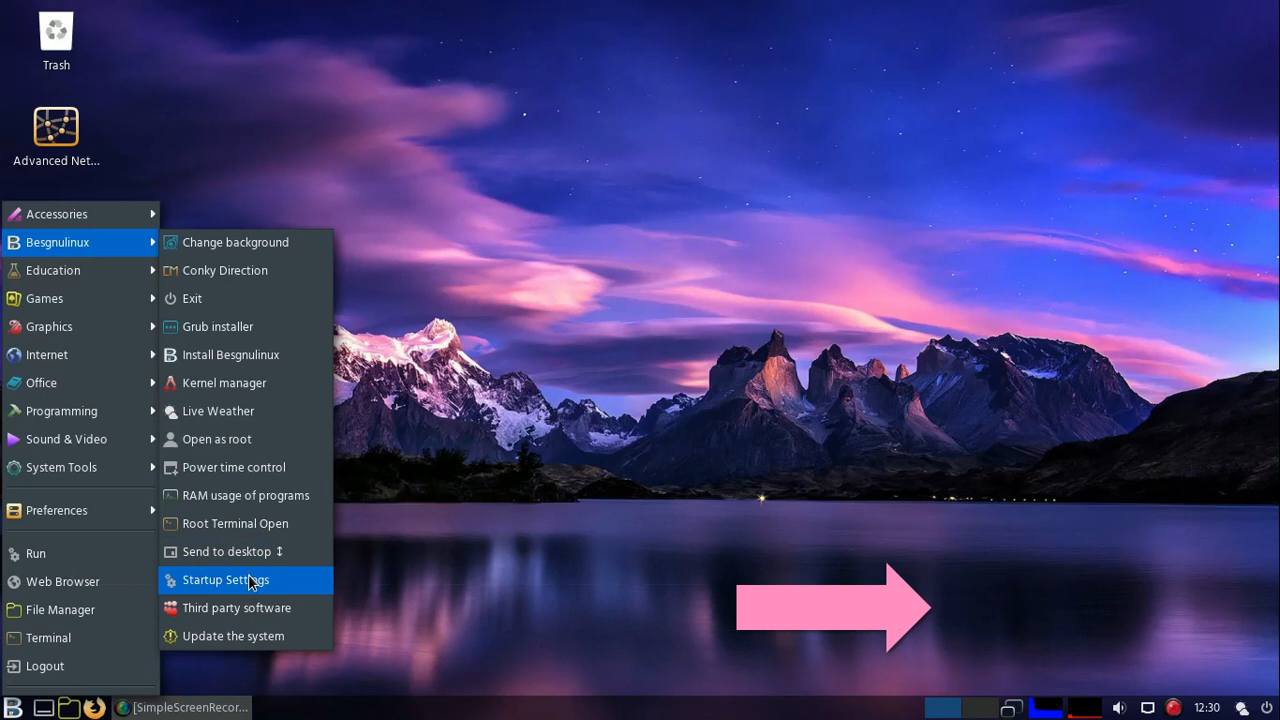 Trash
Advanced Net...
Accessories
Besgnulinux
Education
Games
Graphics
Internet
Office
Programming
Sound & Video
System Tools
Preferences
Run
Web Browser
File Manager
Terminal
Logout
Change background
Conky Direction
Exit
Grub installer
Install Besgnulinux
Kernel manager
Live Weather
Open as root
Power time control
RAM usage of programs
Root Terminal Open
Send to desktop ↕
Startup Settings
Third party software
Update the system
[SimpleScreenRecor...
12:30